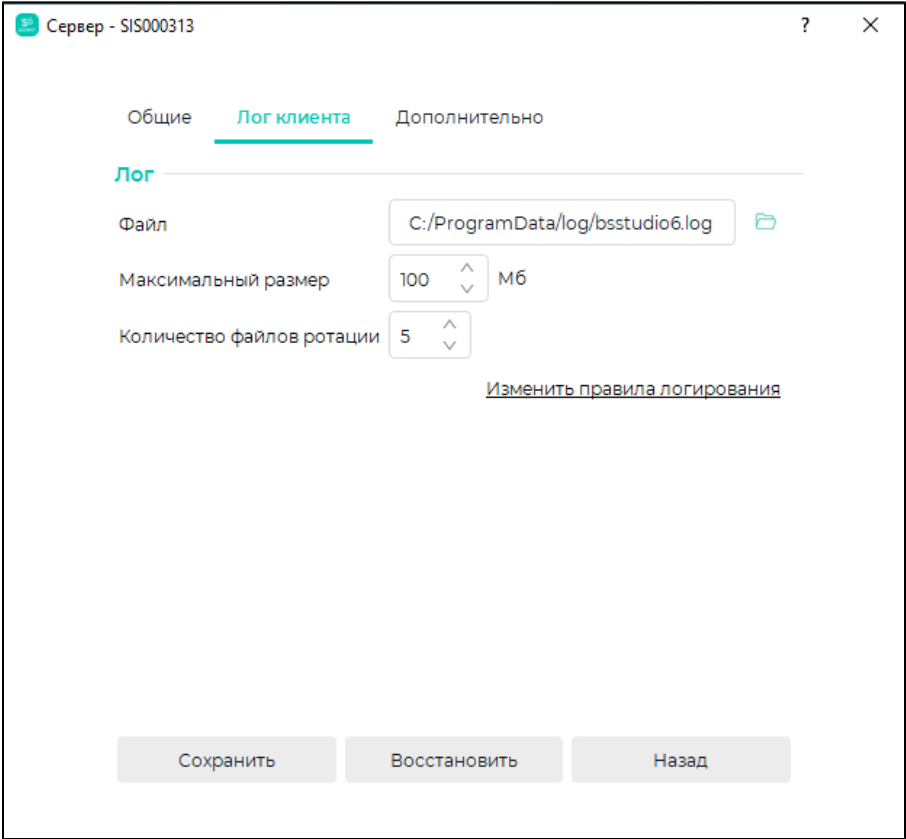 Сервер - SIS000313 ?
Общие Лог клиента Дополнительно
Лог
Файл C:/ProgramData/log/bsstudio6.log
Максимальный размер 100 Мб
Количество файлов ротации 5
Изменить правила логирования
Сохранить Восстановить Назад